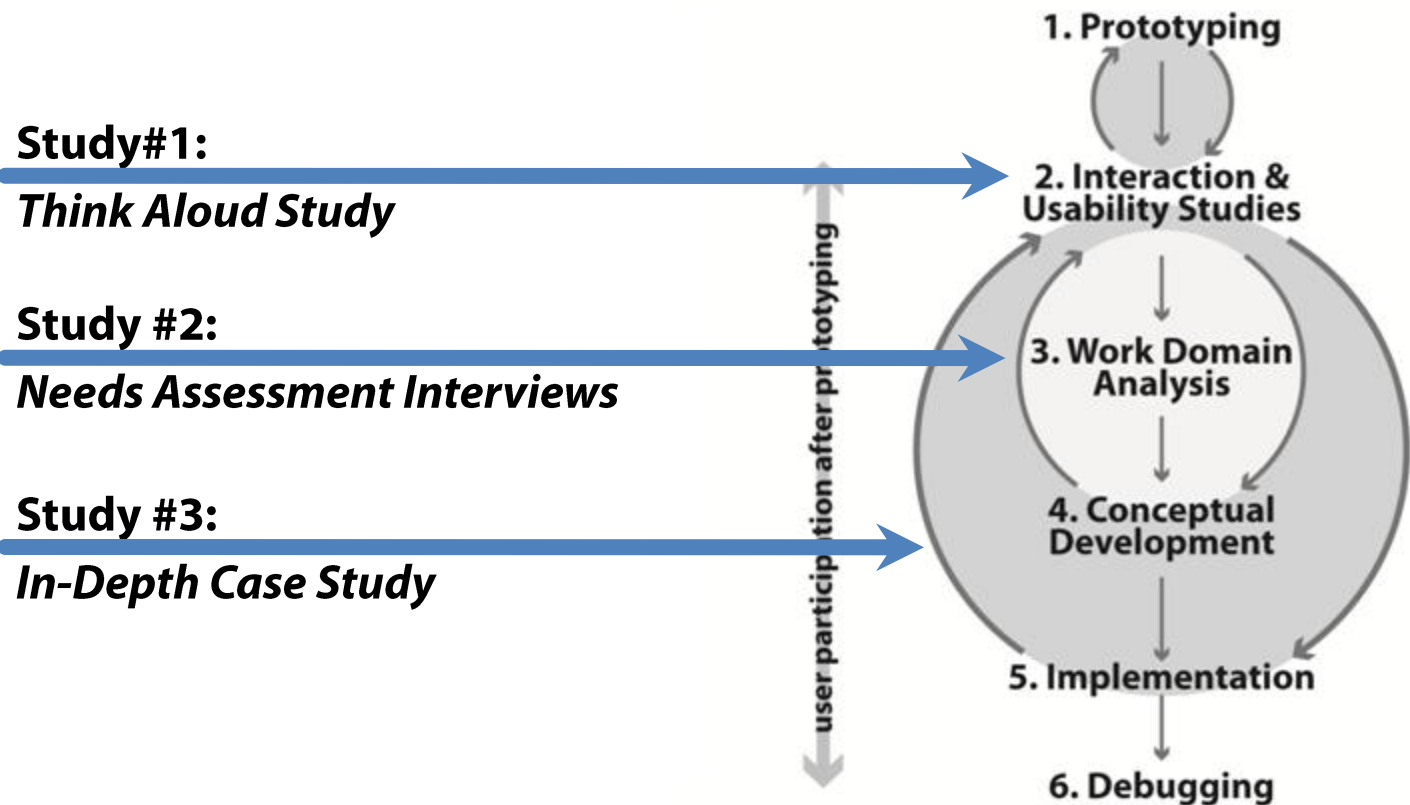 Study#1:
Think Aloud Study
Study #2:
Needs Assessment Interviews
Study #3:
In-Depth Case Study
user participation after prototyping
1. Prototyping
2. Interaction &
Usability Studies
3. Work Domain
Analysis
4. Conceptual
Development
5. Implementation
6. Debugging